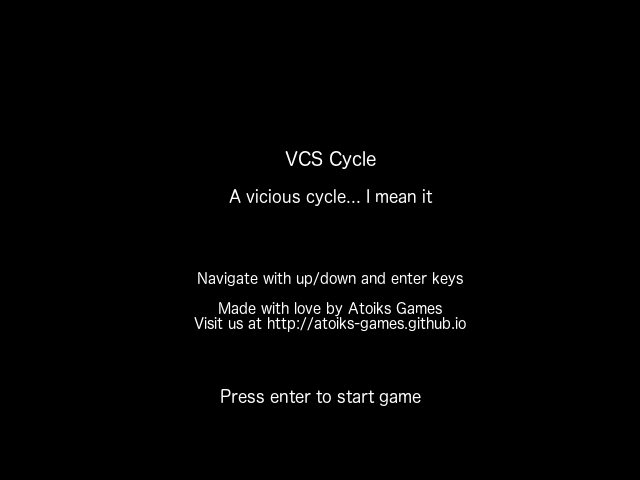 VCS Cycle
A vicious cycle... I mean it
Navigate with up/down and enter keys
Made with love by Atoiks Games
Visit us at http://atoiks-games.github.io
Press enter to start game